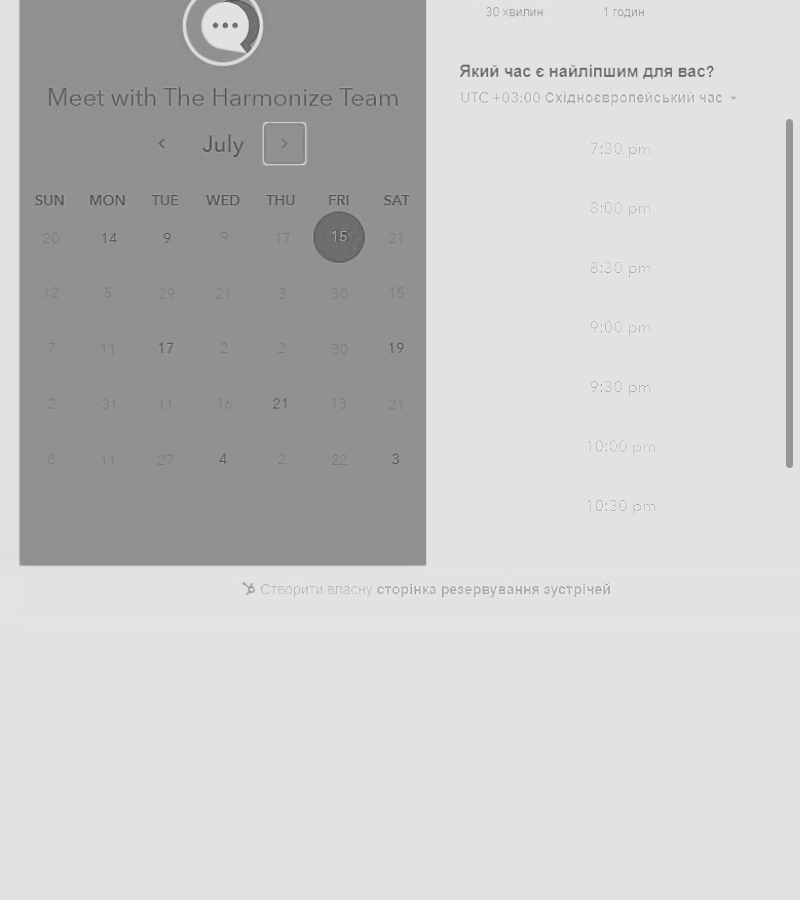 30 хвилин 1 годин
Який час є найліпшим для вас?
UTC +03:00 Східноєвропейський час
Meet with The Harmonize Team
July
SUN MON TUE WED THU FRI SAT
20 14 9 9 17 15 21
12 5 29 21 3 30 15
7 11 17 2 2 30 19
2 31 11 16 21 13 21
8 11 27 4 2 22 3
7:30 pm
8:00 pm
8:30 pm
9:00 pm
9:30 pm
10:00 pm
10:30 pm
Створити власну сторінка резервування зустрічей